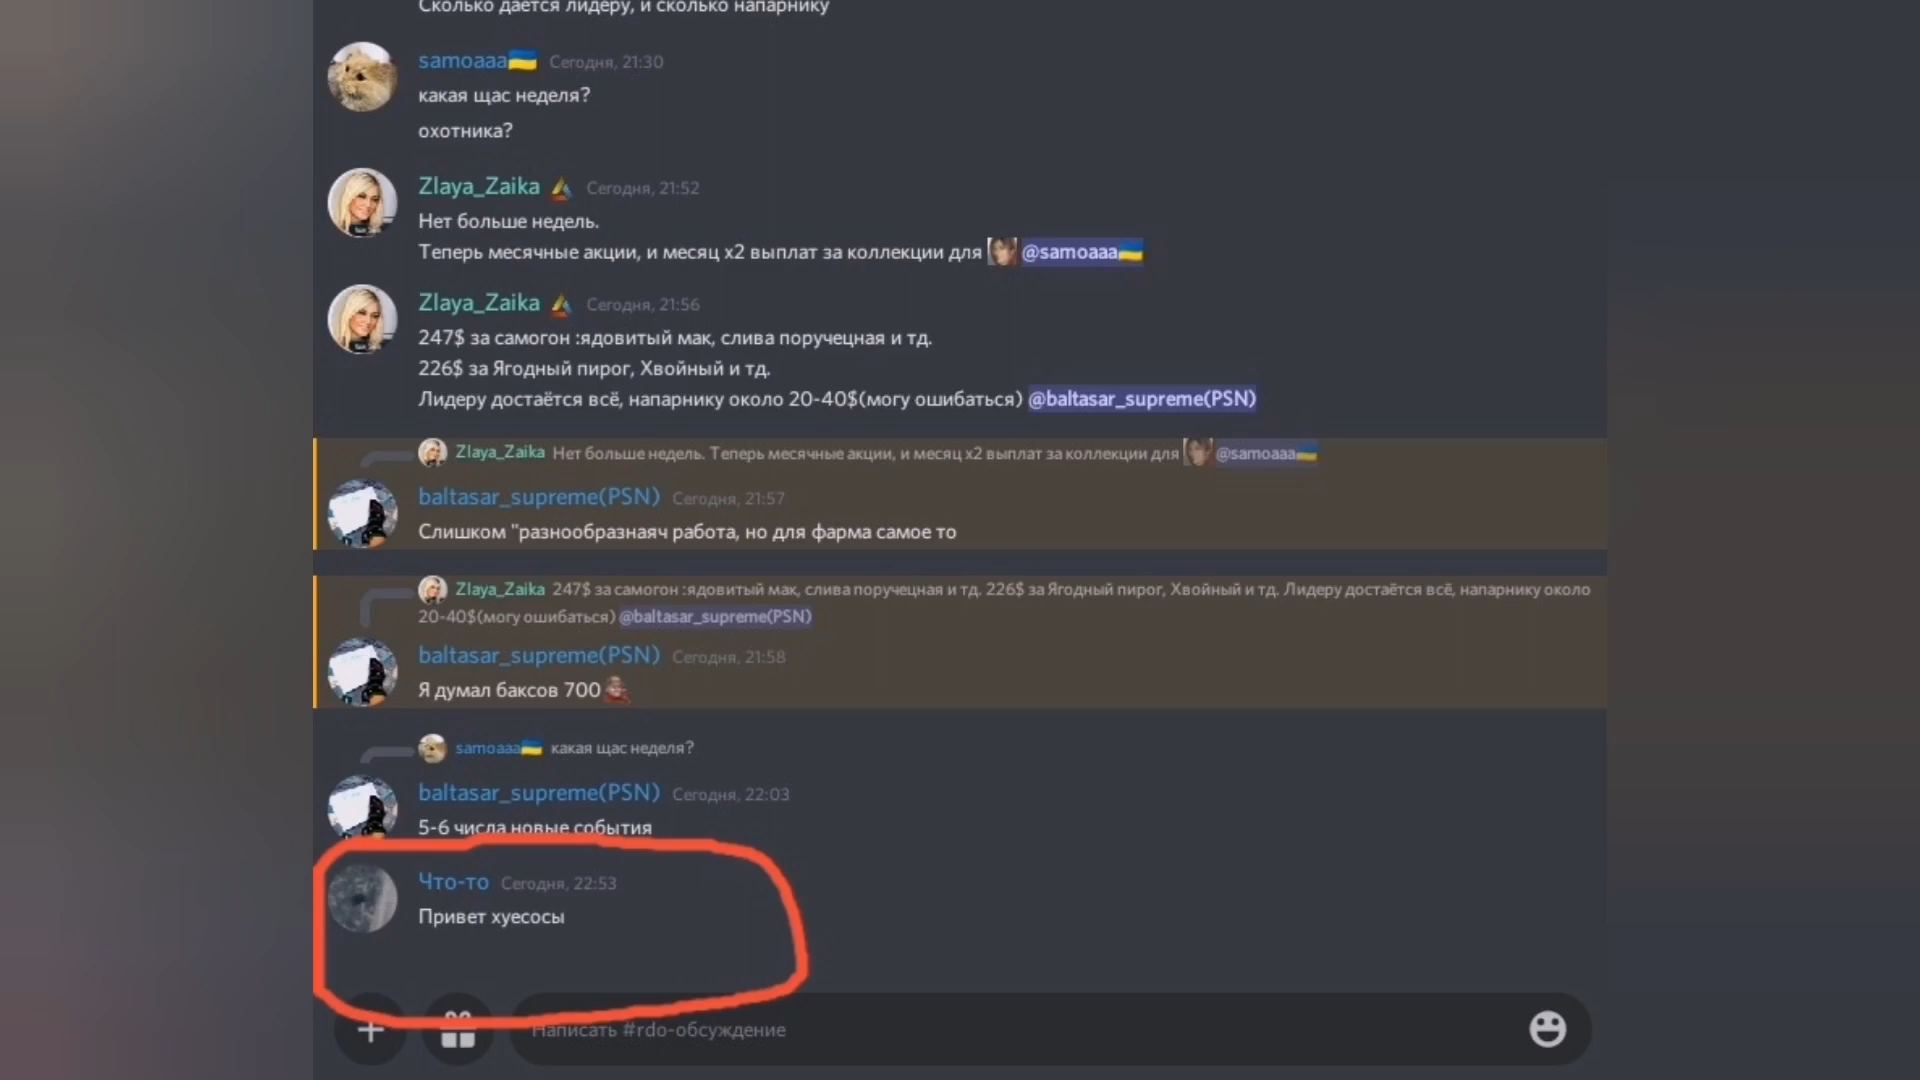 Сколько дается лидеру, и сколько напарнику
samoaaa🇺🇦 Сегодня, 21:30
какая щас неделя?
охотника?
Zlaya_Zaika Сегодня, 21:52
Нет больше недель.
Теперь месячные акции, и месяц х2 выплат за коллекции для @samoaaa🇺🇦
Zlaya_Zaika Сегодня, 21:56
247$ за самогон :ядовитый мак, слива поручецная и тд.
226$ за Ягодный пирог, Хвойный и тд.
Лидеру достаётся всё, напарнику около 20-40$(могу ошибаться) @baltasar_supreme(PSN)
Zlaya_Zaika Нет больше недель. Теперь месячные акции, и месяц х2 выплат за коллекции для @samoaaa🇺🇦
baltasar_supreme(PSN) Сегодня, 21:57
Слишком "разнообразнаяч работа, но для фарма самое то
Zlaya_Zaika 247$ за самогон :ядовитый мак, слива поручецная и тд. 226$ за Ягодный пирог, Хвойный и тд. Лидеру достаётся всё, напарнику около
20-40$(могу ошибаться) @baltasar_supreme(PSN)
baltasar_supreme(PSN) Сегодня, 21:58
Я думал баксов 700
samoaaa🇺🇦 какая щас неделя?
baltasar_supreme(PSN) Сегодня, 22:03
5-6 числа новые события
Что-то Сегодня, 22:53
Привет хуесосы
Написать #rdo-обсуждение